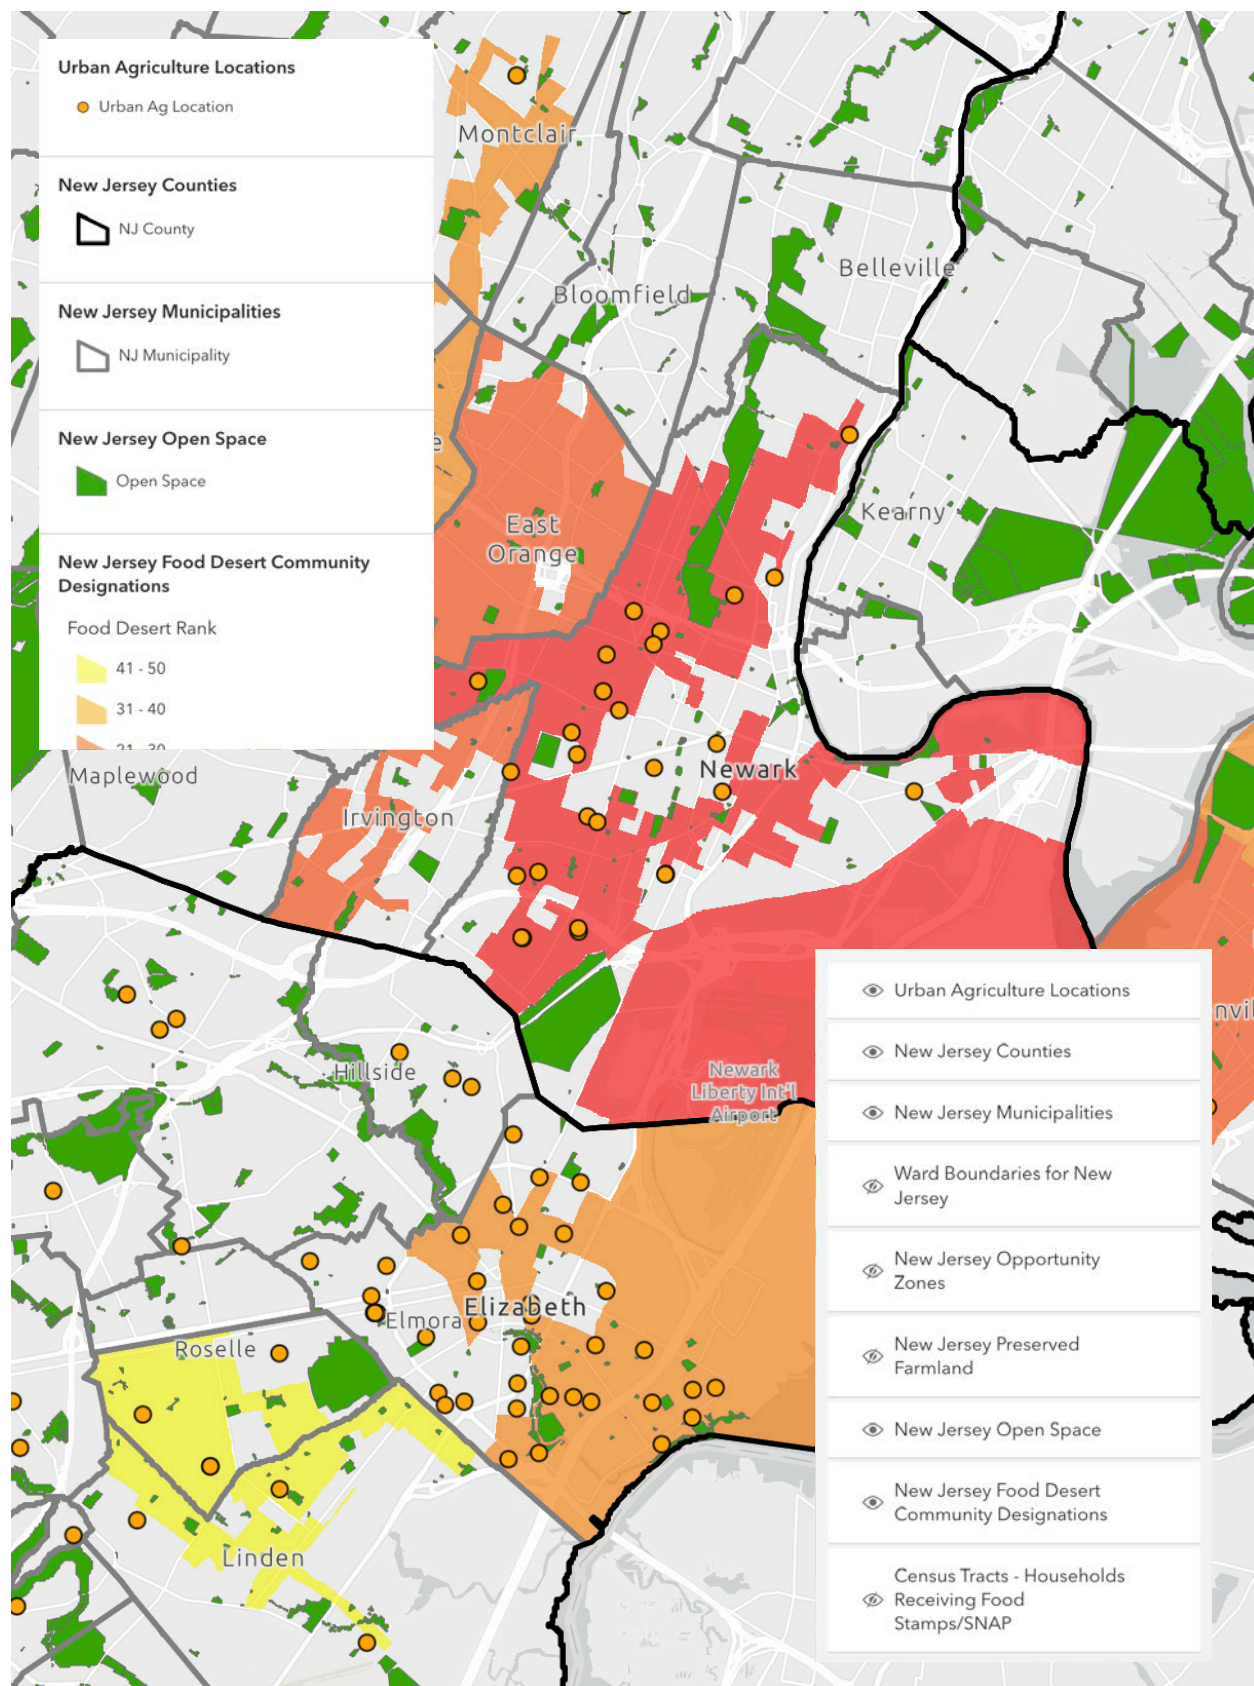 Urban Agriculture Locations
Urban Ag Location
New Jersey Counties
NJ County
New Jersey Municipalities
NJ Municipality
New Jersey Open Space
Open Space
New Jersey Food Desert Community
Designations
Food Desert Rank
41 - 50
31 - 40
Montclair
Belleville
Bloomfield
East
Orange
Kearny
Maplewood
Newark
Irvington
Hillside
Newark
Liberty Int'l
Airport
Elizabeth
Elmora
Roselle
Linden
Urban Agriculture Locations
New Jersey Counties
New Jersey Municipalities
Ward Boundaries for New
Jersey
New Jersey Opportunity
Zones
New Jersey Preserved
Farmland
New Jersey Open Space
New Jersey Food Desert
Community Designations
Census Tracts - Households
Receiving Food
Stamps/SNAP